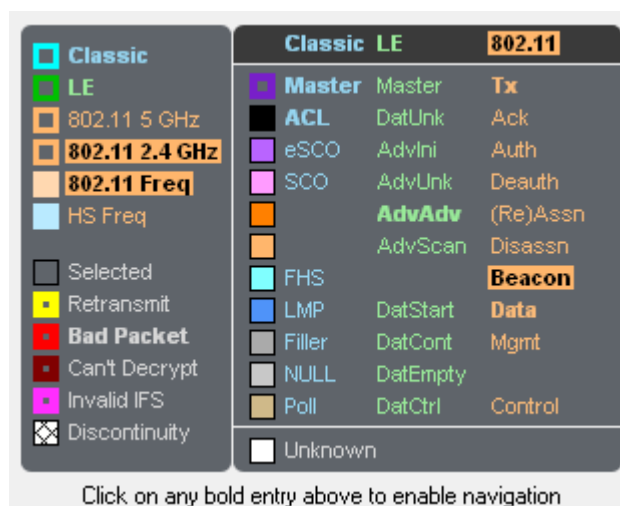 Classic
LE
802.11 5 GHz
802.11 2.4 GHz
802.11 Freq
HS Freq
Selected
Retransmit
Bad Packet
Can't Decrypt
Invalid IFS
Discontinuity
Classic LE 802.11
Master Master Tx
ACL DatUnk Ack
eSCO AdvIni Auth
SCO AdvUnk Deauth
AdvAdv (Re)Assn
AdvScan Disassn
FHS Beacon
LMP DatStart Data
Filler DatCont Mgmt
NULL DatEmpty
Poll DatCtrl Control
Unknown
Click on any bold entry above to enable navigation